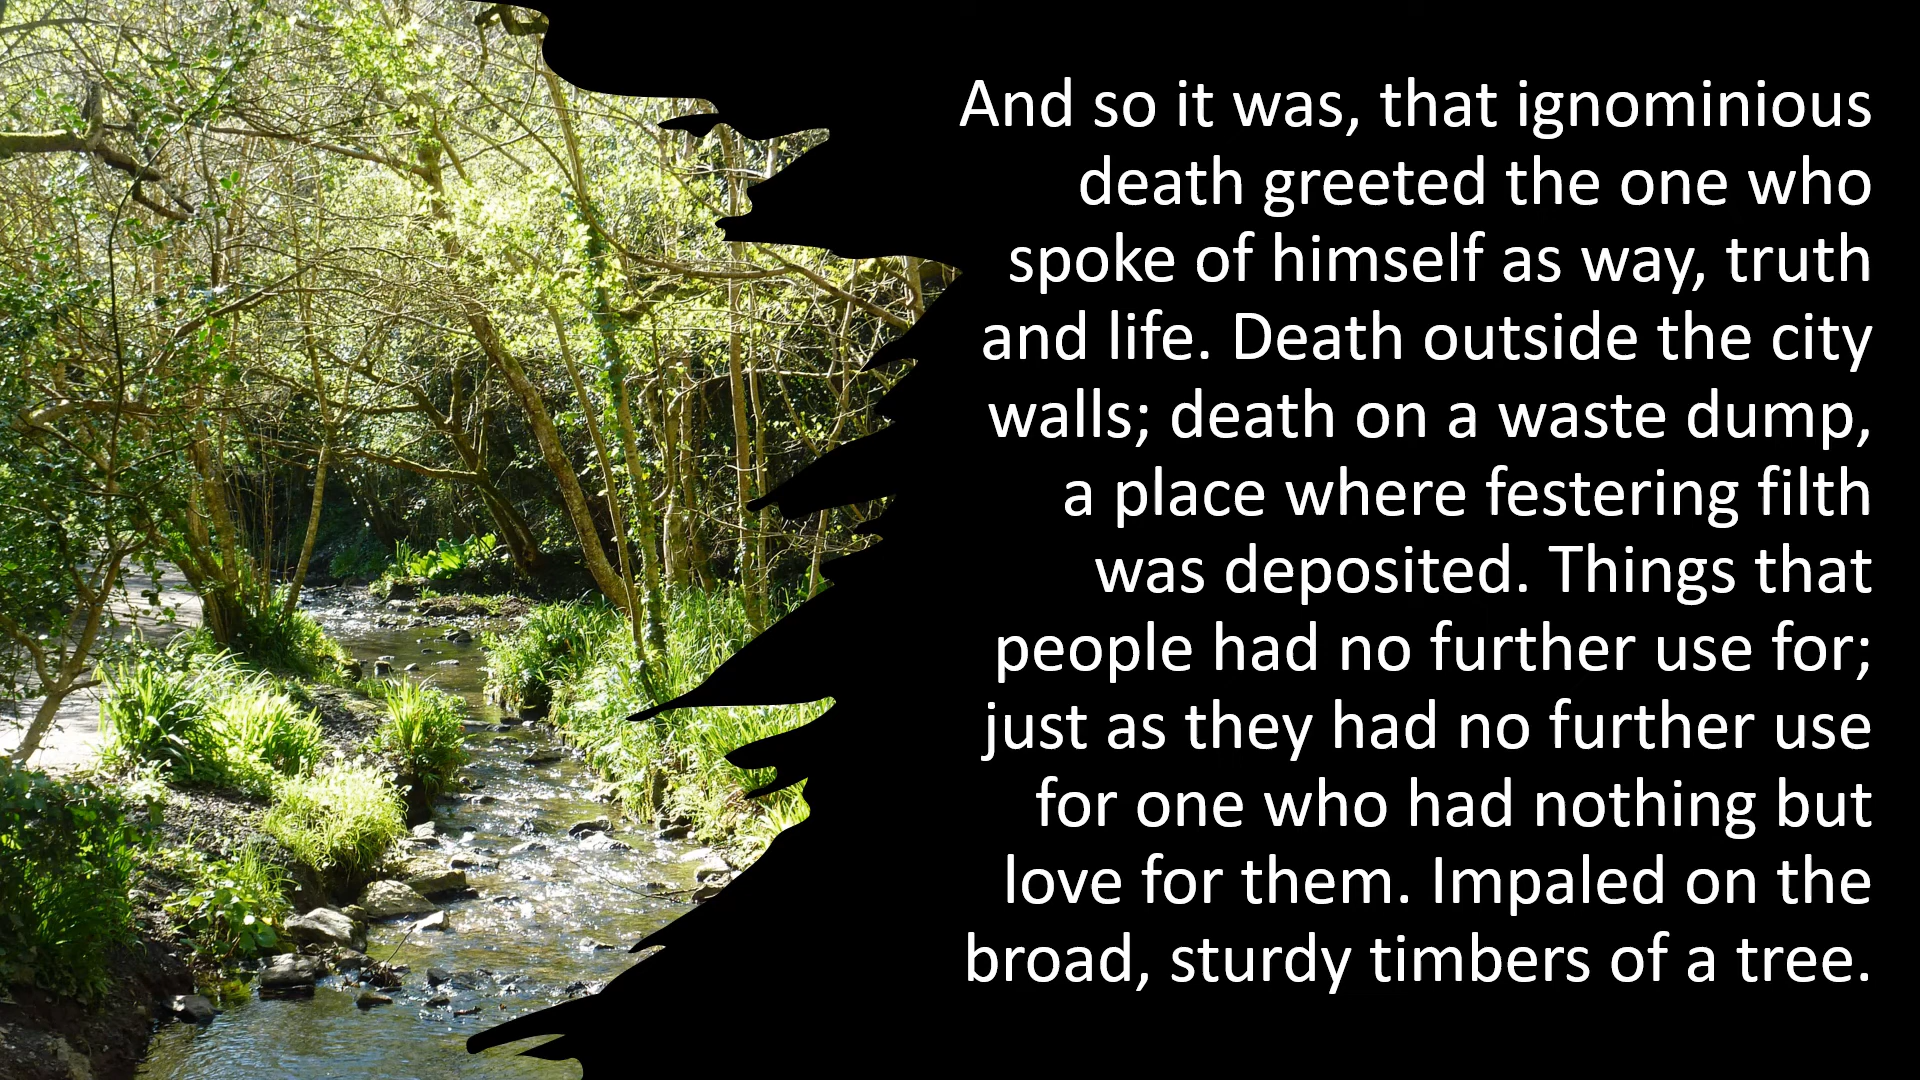 And so it was, that ignominious
death greeted the one who
spoke of himself as way, truth
and life. Death outside the city
walls; death on a waste dump,
a place where festering filth
was deposited. Things that
people had no further use for;
just as they had no further use
for one who had nothing but
love for them. Impaled on the
broad, sturdy timbers of a tree.